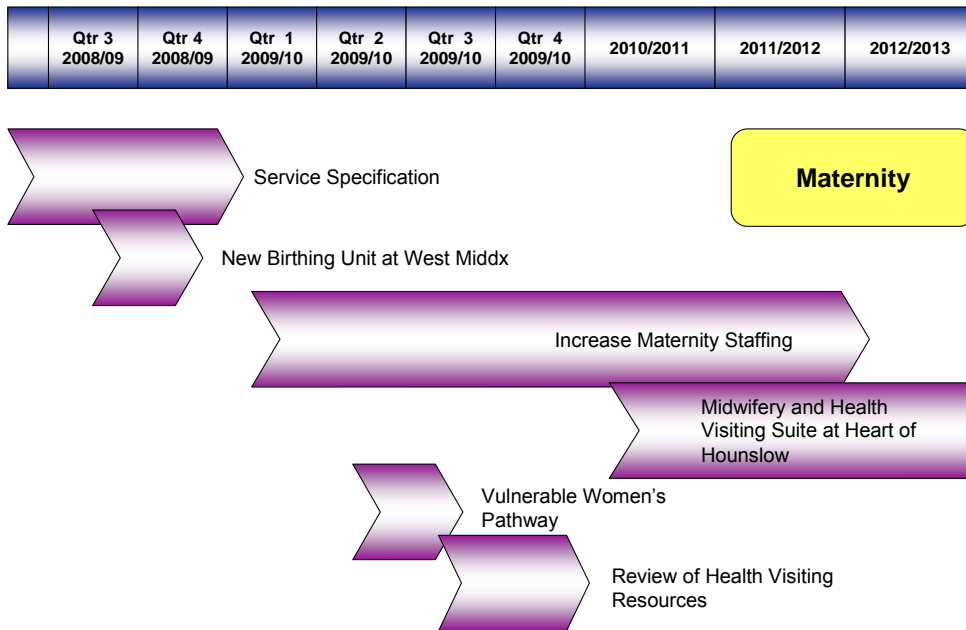 Qtr 3
2008/09
Qtr 4
2008/09
Qtr 1
2009/10
Qtr 2
2009/10
Qtr 3
2009/10
Qtr 4
2009/10
2010/2011
2011/2012
2012/2013
Maternity
Service Specification
New Birthing Unit at West Middx
Increase Maternity Staffing
Midwifery and Health
Visiting Suite at Heart of
Hounslow
Vulnerable Women’s
Pathway
Review of Health Visiting
Resources